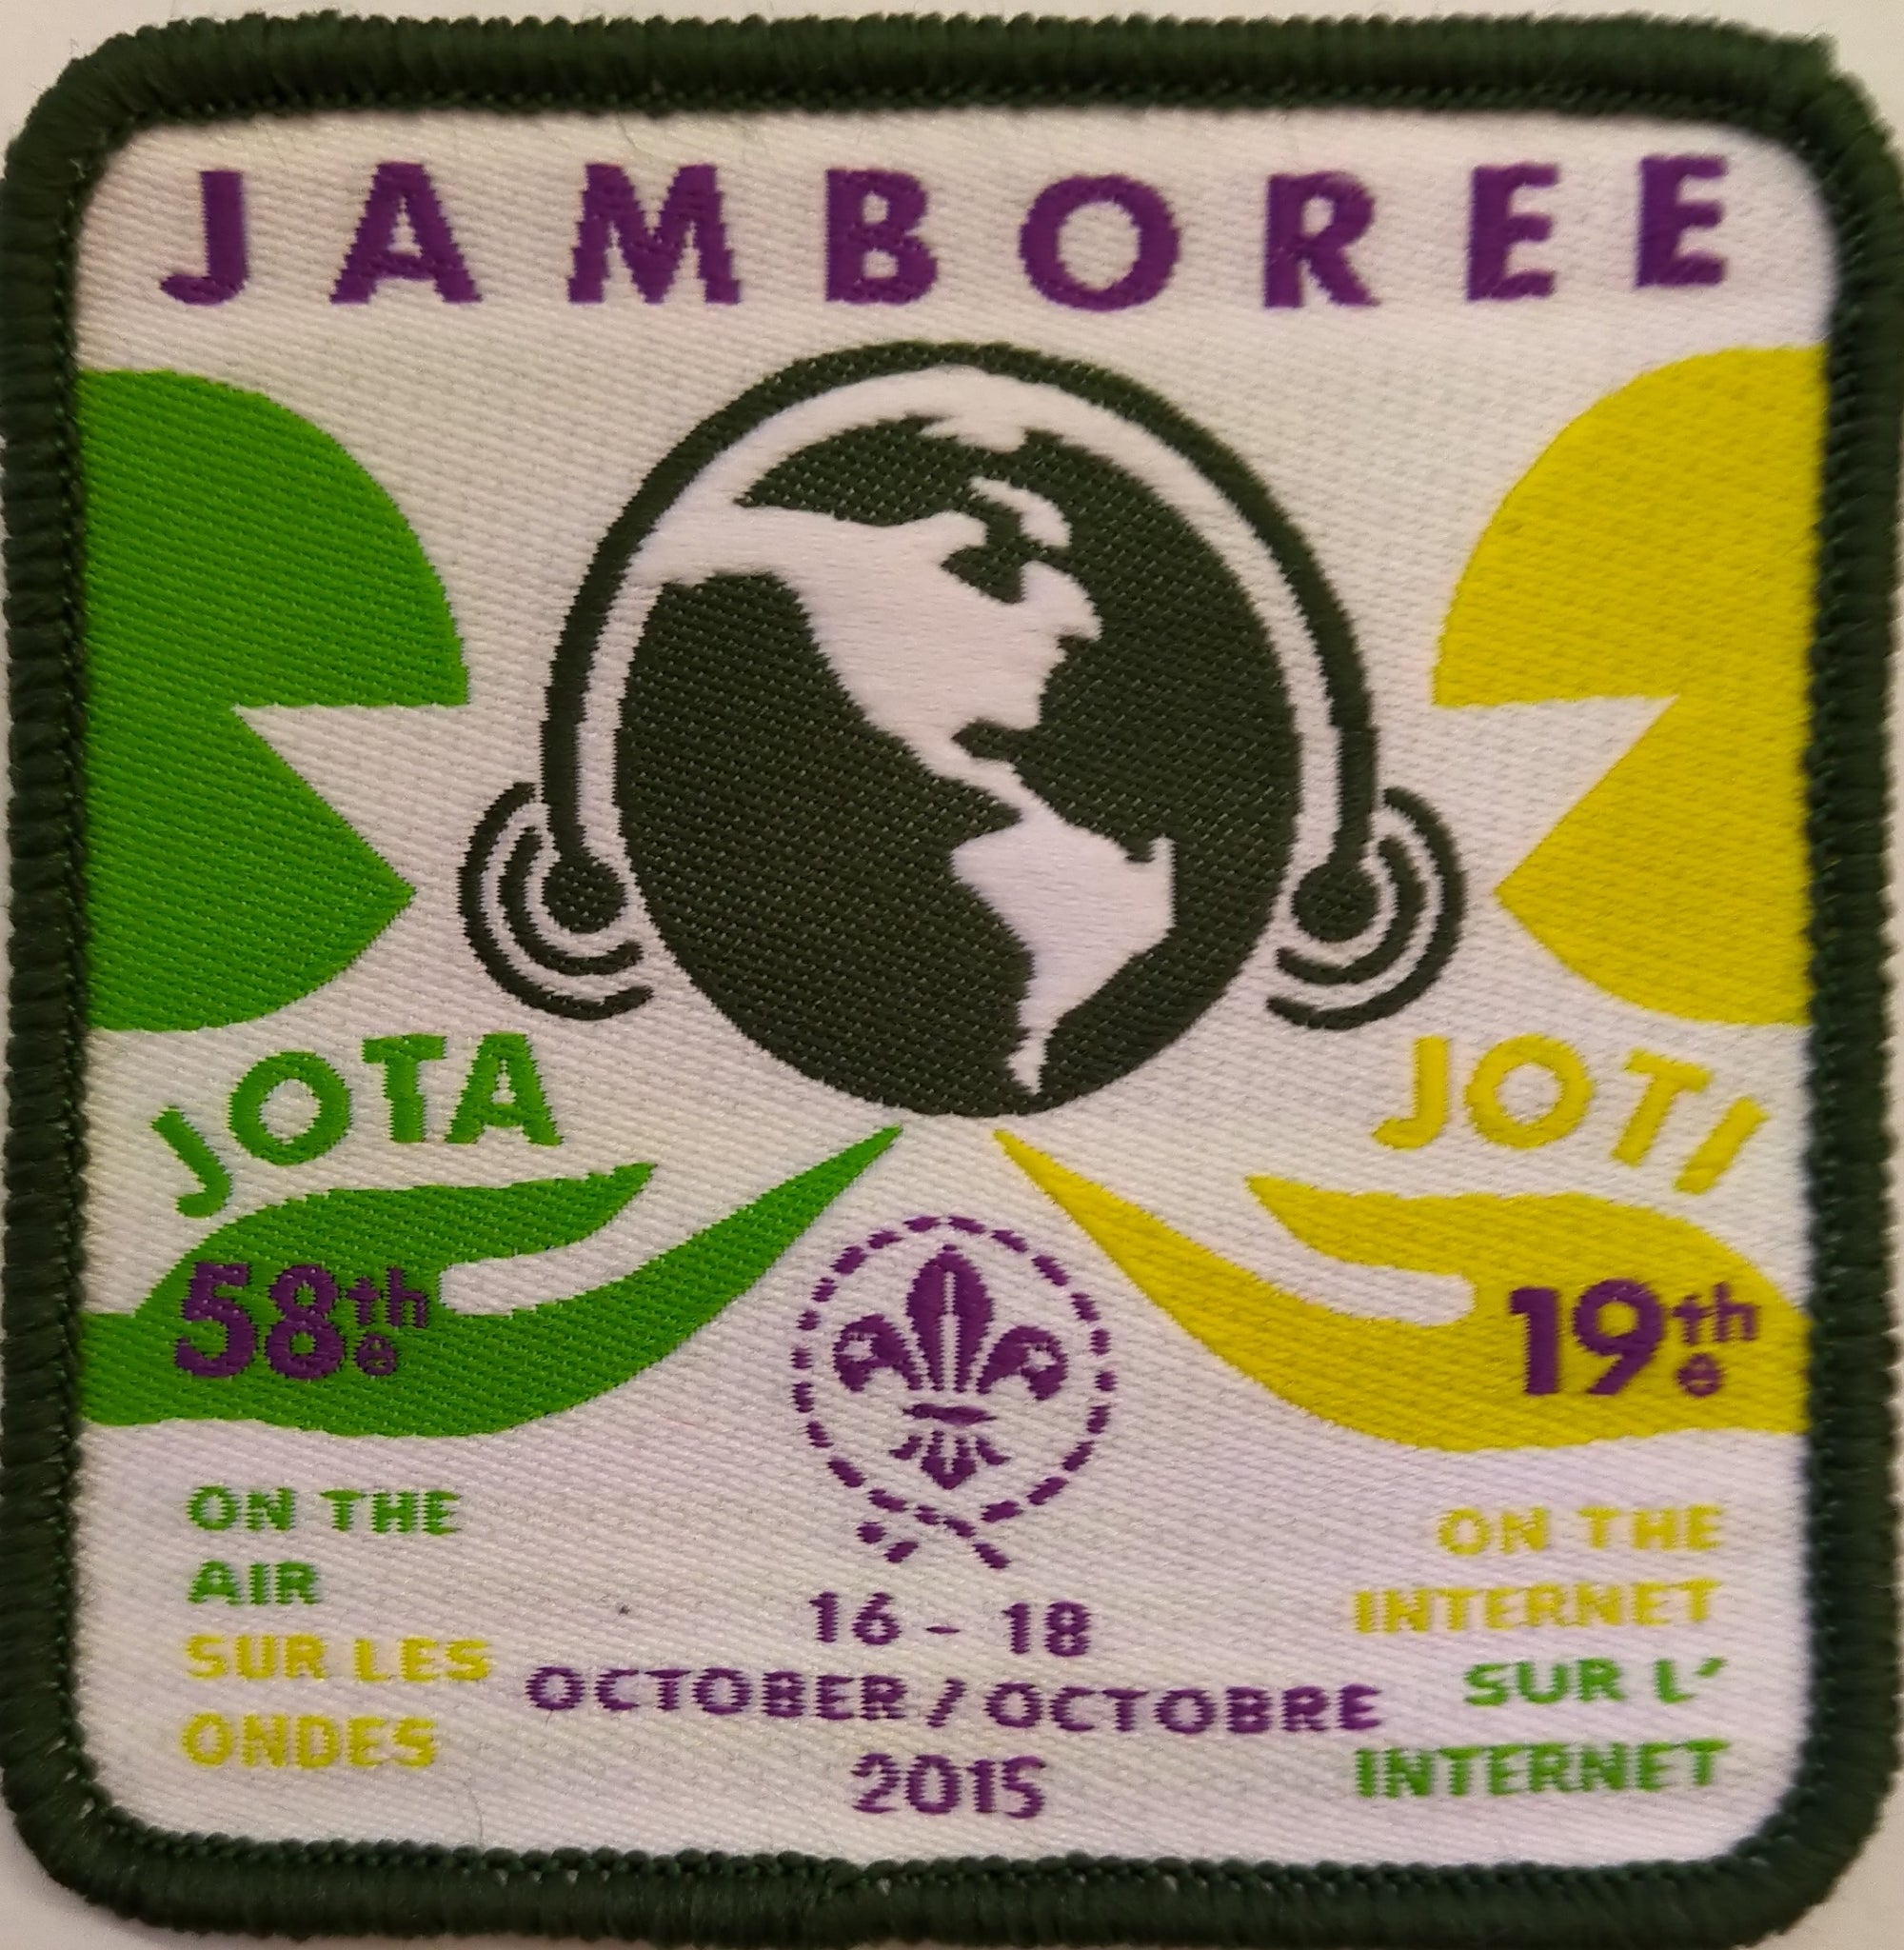 JAMBOREE
JOTA
JOTI
58th
e
19th
e
ON THE
AIR
SUR LES
ONDES
16 - 18
OCTOBER / OCTOBRE
2015
ON THE
INTERNET
SUR L'
INTERNET